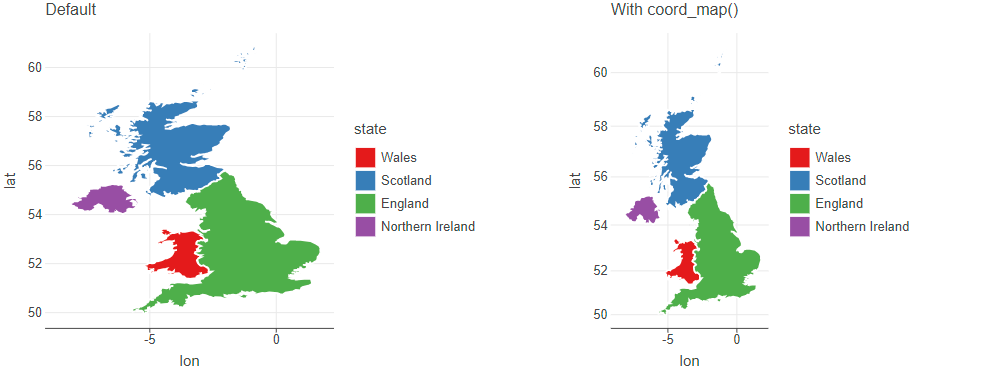 Default
60
58
56
54
52
50
lat
-5
0
lon
state
Wales
Scotland
England
Northern Ireland
With coord_map()
60
58
56
54
52
50
lat
-5
0
lon
state
Wales
Scotland
England
Northern Ireland